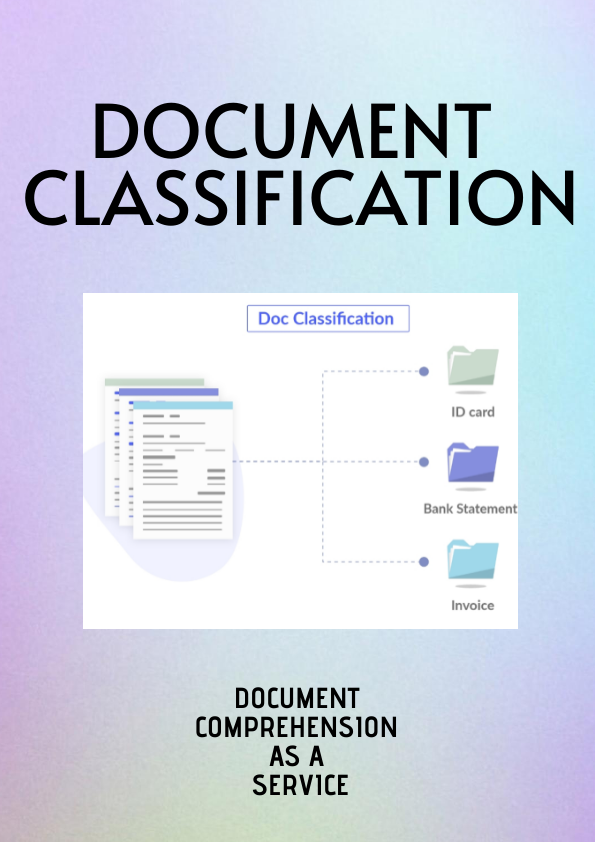 DOCUMENT
CLASSIFICATION
Doc Classification
ID card
Bank Statement
Invoice
DOCUMENT
COMPREHENSION
AS A
SERVICE